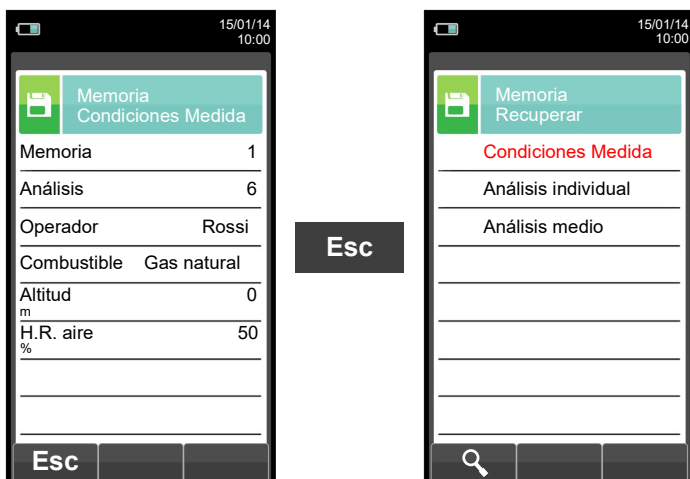 15/01/14
10:00
Memoria
Condiciones Medida
Memoria 1
Análisis 6
Operador Rossi
Combustible Gas natural
Altitud 0
m
H.R. aire 50
%
Esc
Esc
15/01/14
10:00
Memoria
Recuperar
Condiciones Medida
Análisis individual
Análisis medio